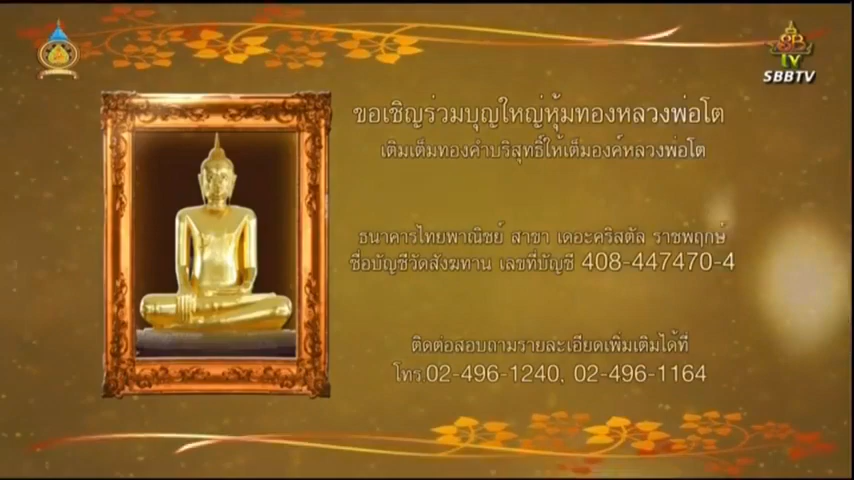 SBBTV
ขอเชิญร่วมบุญใหญ่หุ้มทองหลวงพ่อโต
เติมเต็มทองคำบริสุทธิ์ให้เต็มองค์หลวงพ่อโต
ธนาคารไทยพาณิชย์ สาขา เดอะคริสตัล ราชพฤกษ์
ชื่อบัญชีวัดสังฆทาน เลขที่บัญชี 408-447470-4
ติดต่อสอบถามรายละเอียดเพิ่มเติมได้ที่
โทร.02-496-1240, 02-496-1164